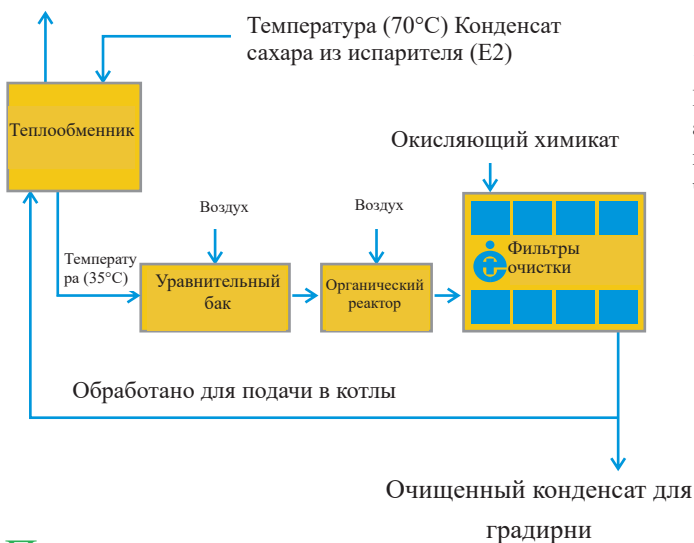 Температура (70°C) Конденсат
сахара из испарителя (E2)
Теплообменник
Окисляющий химикат
Воздух
Воздух
Температу
ра (35°C)
Уравнительный
бак
Органический
реактор
Фильтры
очистки
Обработано для подачи в котлы
Очищенный конденсат для
градирни